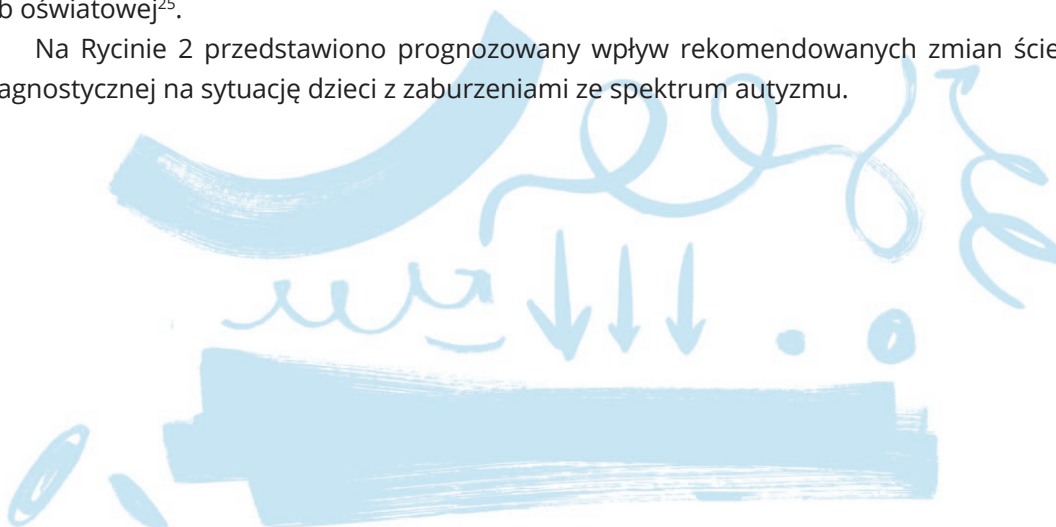 b oświatowej²⁵.
Na Rycinie 2 przedstawiono prognozowany wpływ rekomendowanych zmian ście
agnostycznej na sytuację dzieci z zaburzeniami ze spektrum autyzmu.